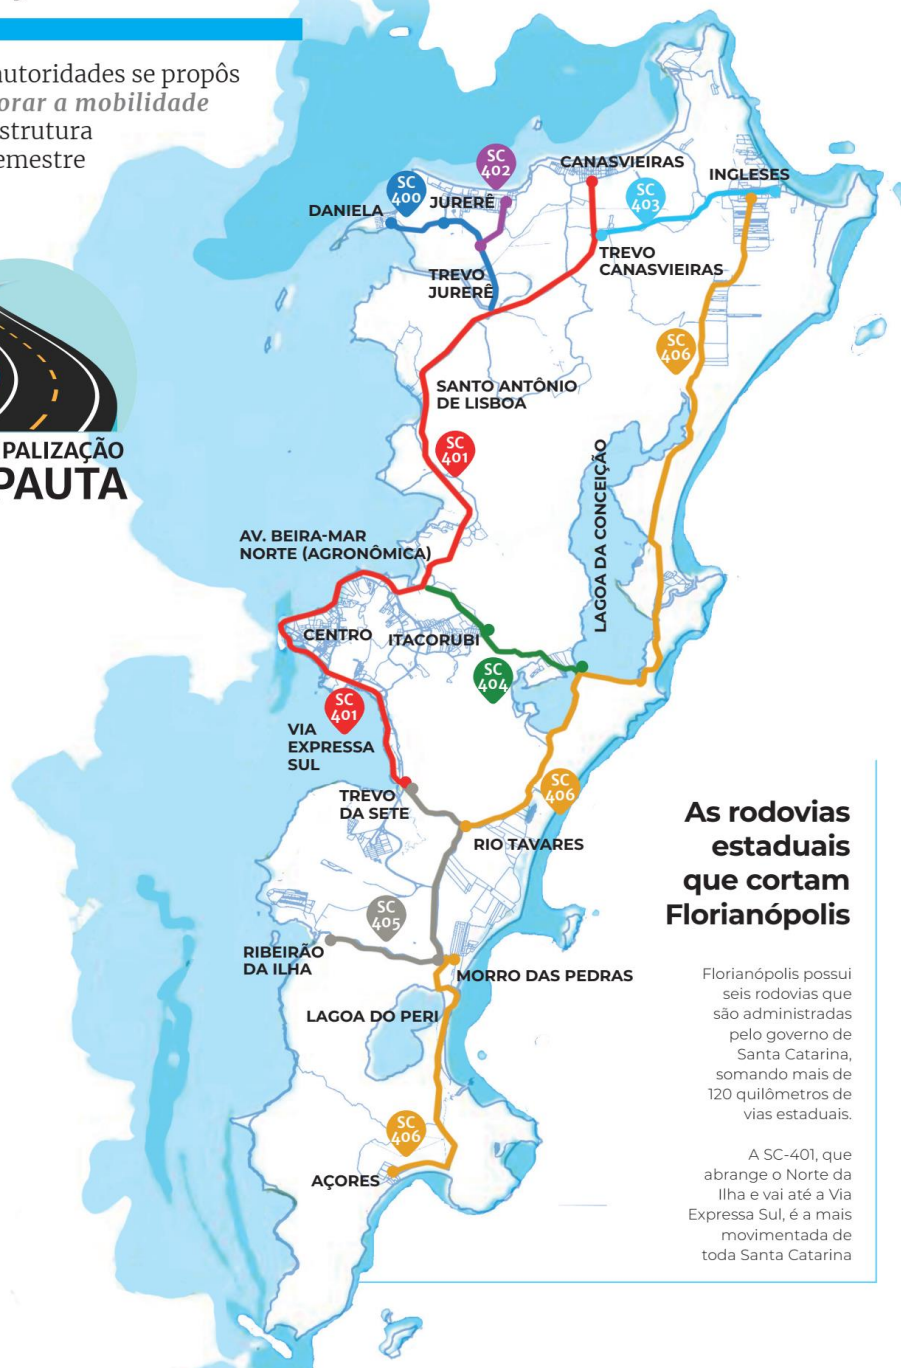 autoridades se propôs
orar a mobilidade
estrutura
emestre
PALIZAÇÃO
PAUTA
SC
402
CANASVIEIRAS
INGLESES
SC
400
SC
403
JURERÊ
DANIELA
TREVO
CANASVIEIRAS
TREVO
JURERÊ
SC
406
SANTO ANTÔNIO
DE LISBOA
SC
401
LAGOA DA CONCEIÇÃO
AV. BEIRA-MAR
NORTE (AGRONÔMICA)
CENTRO
ITACORUBI
SC
404
SC
401
VIA
EXPRESSA
SUL
SC
406
TREVO
DA SETE
RIO TAVARES
SC
405
RIBEIRÃO
DA ILHA
MORRO DAS PEDRAS
LAGOA DO PERI
SC
406
AÇORES
As rodovias
estaduais
que cortam
Florianópolis
Florianópolis possui
seis rodovias que
são administradas
pelo governo de
Santa Catarina,
somando mais de
120 quilômetros de
vias estaduais.
A SC-401, que
abrange o Norte da
Ilha e vai até a Via
Expressa Sul, é a mais
movimentada de
toda Santa Catarina